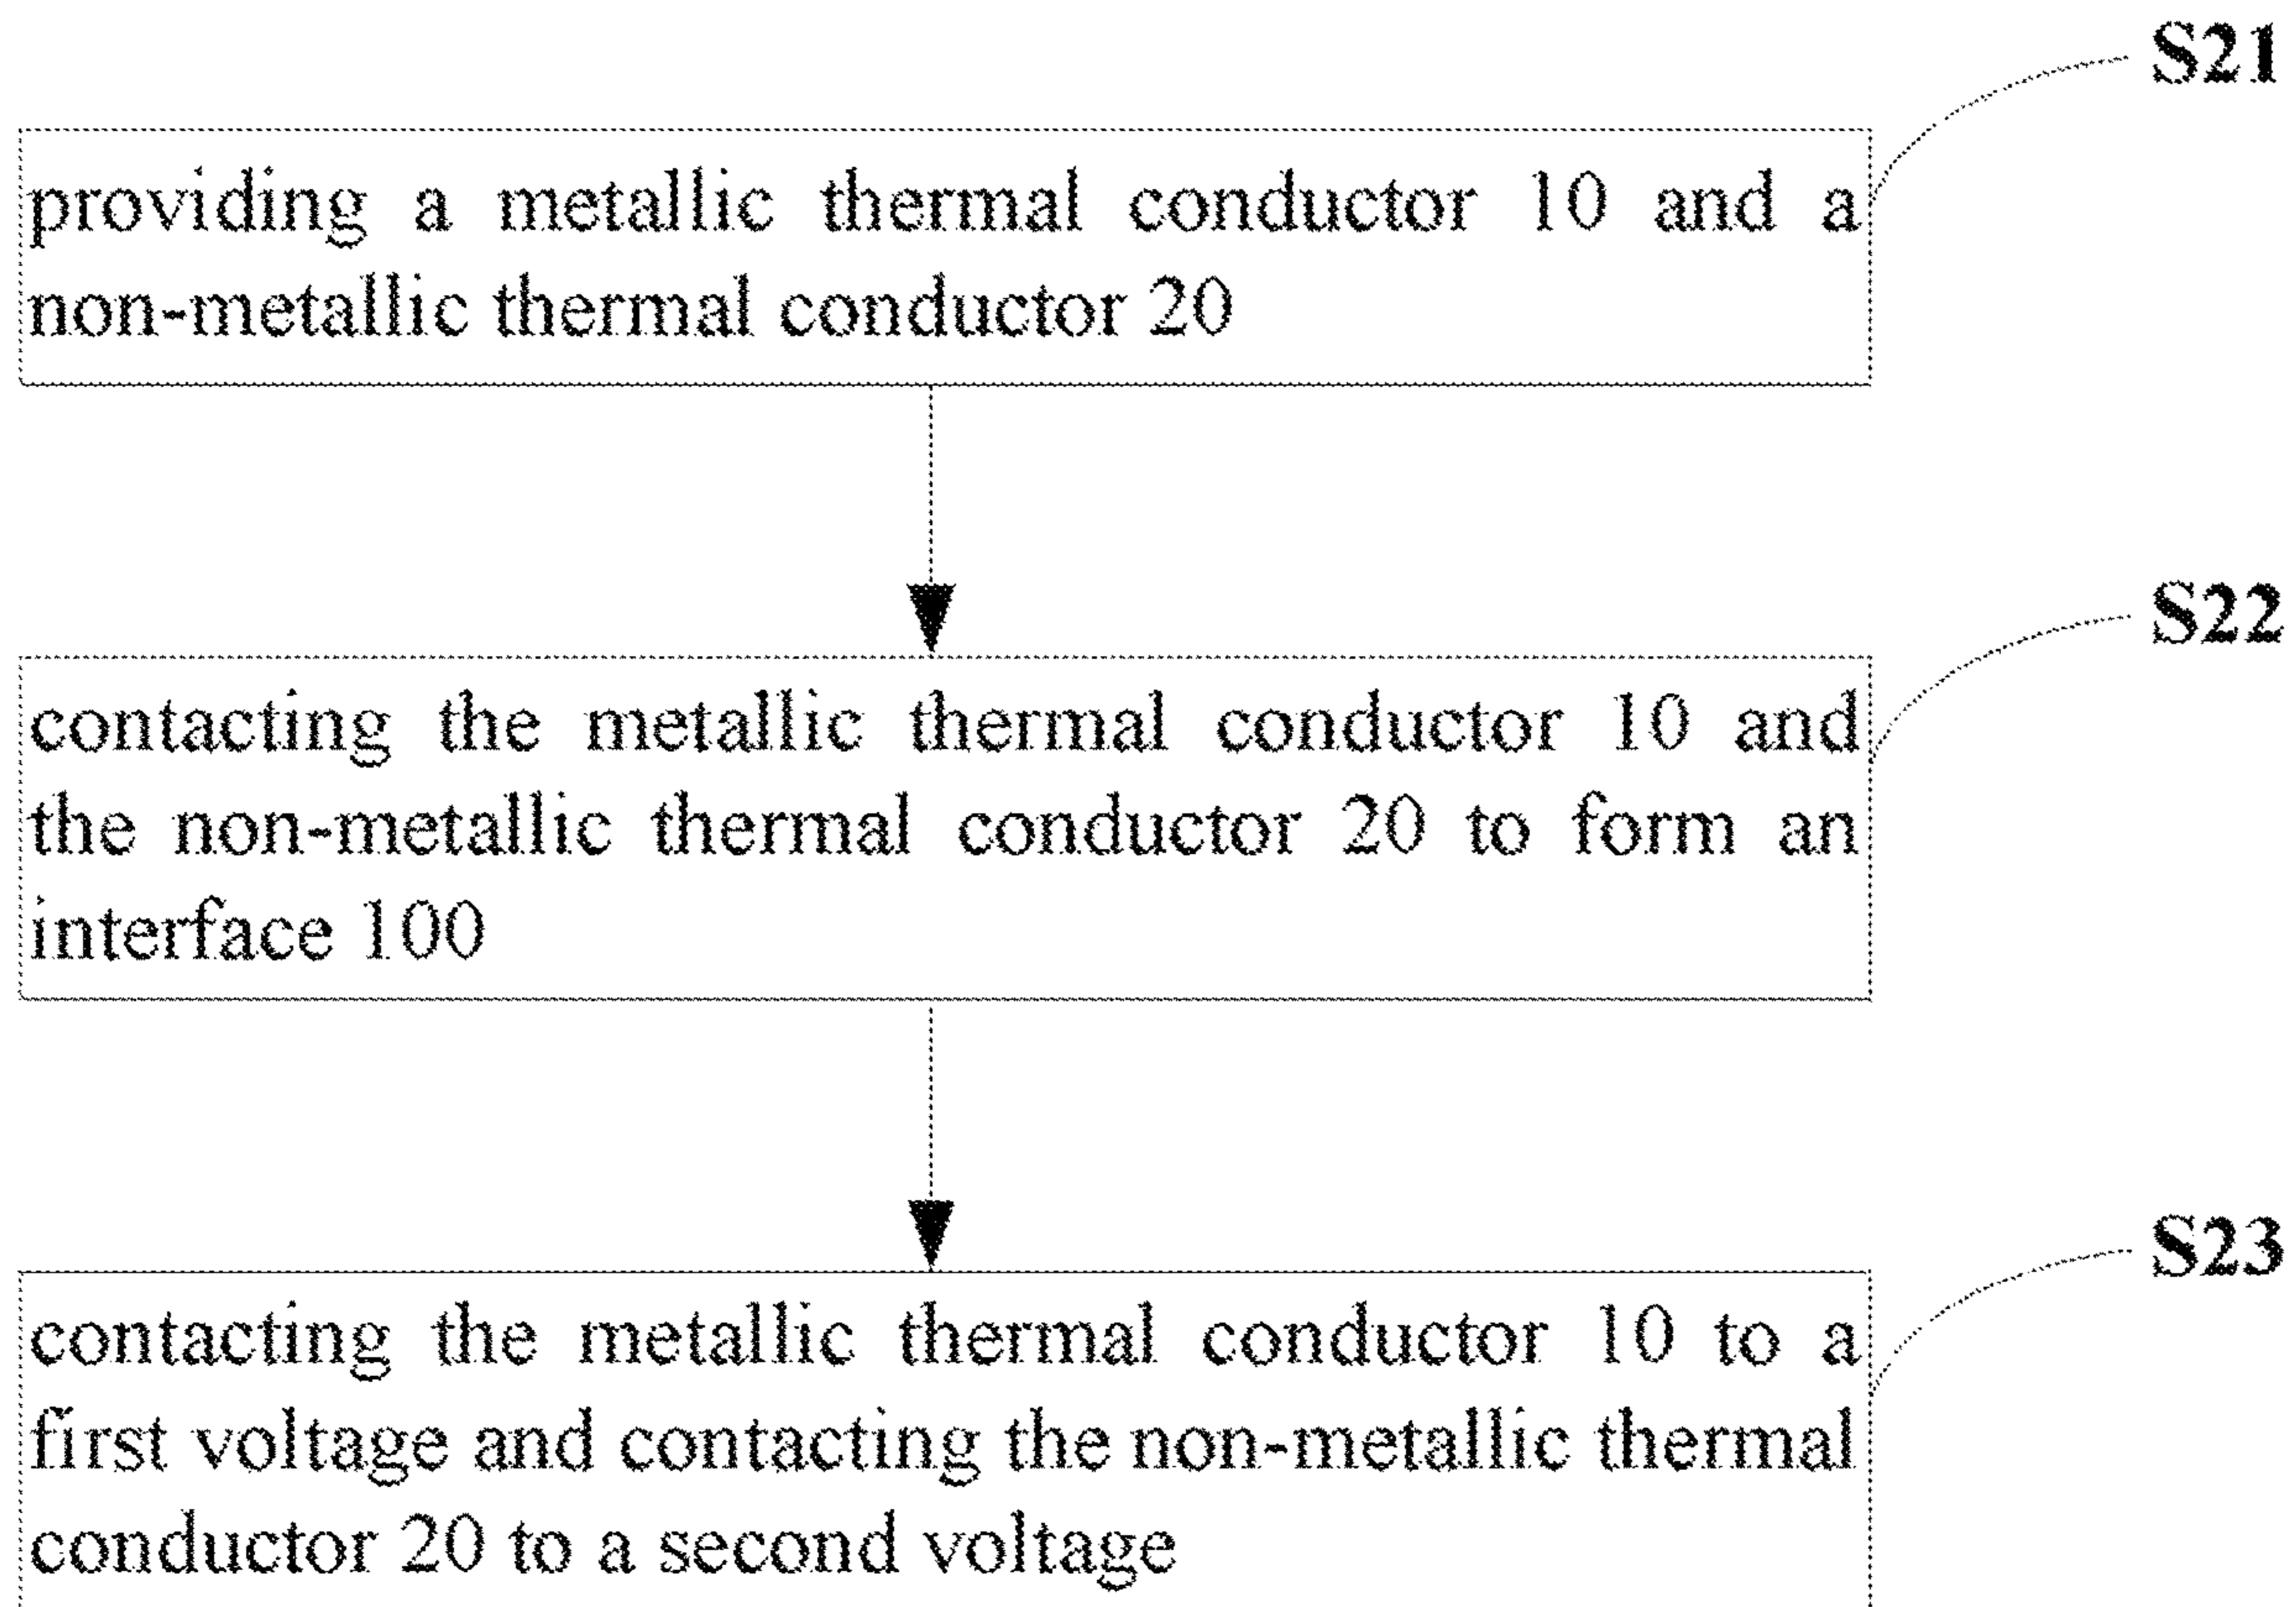 S21
providing a metallic thermal conductor 10 and a
non-metallic thermal conductor 20
S22
contacting the metallic thermal conductor 10 and
the non-metallic thermal conductor 20 to form an
interface 100
S23
contacting the metallic thermal conductor 10 to a
first voltage and contacting the non-metallic thermal
conductor 20 to a second voltage